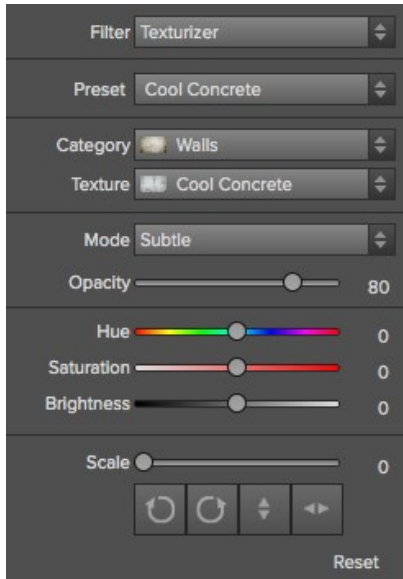 Filter Texturizer
Preset Cool Concrete
Category Walls
Texture Cool Concrete
Mode Subtle
Opacity 80
Hue 0
Saturation 0
Brightness 0
Scale 0
Reset